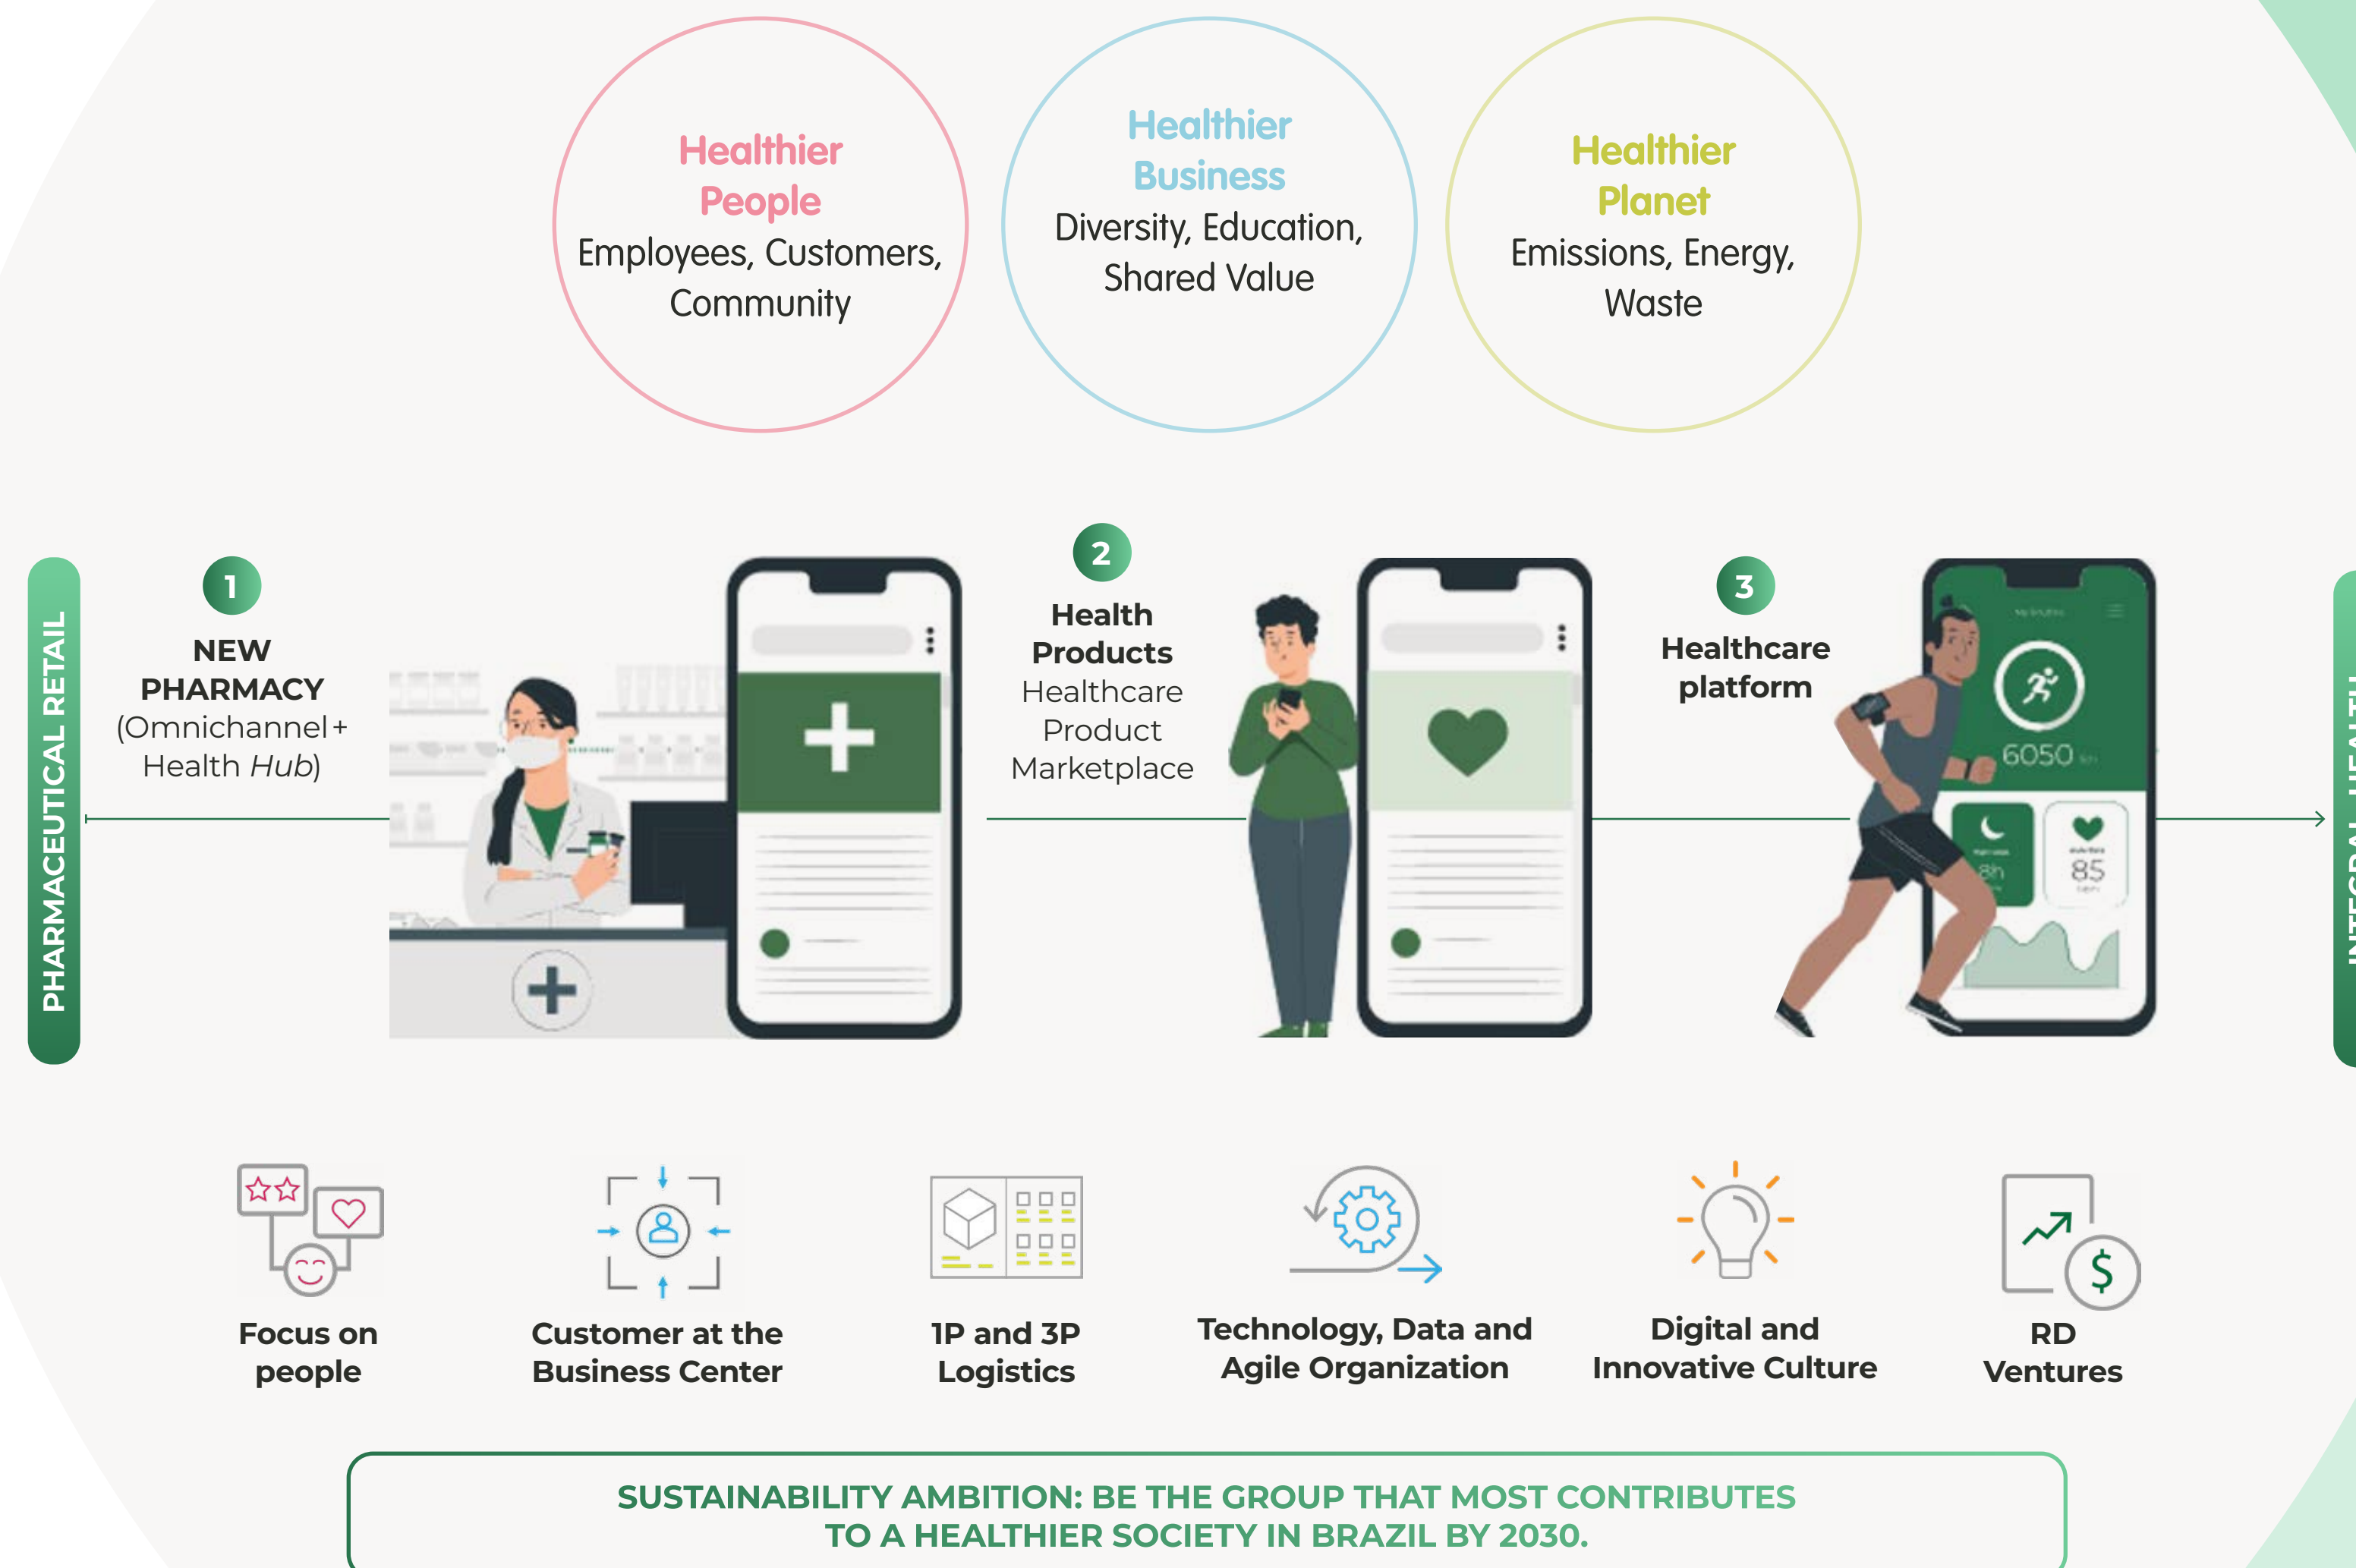 Healthier
People
Employees, Customers,
Community
Healthier
Business
Diversity, Education,
Shared Value
Healthier
Planet
Emissions, Energy,
Waste
PHARMACEUTICAL RETAIL
1
NEW
PHARMACY
(Omnichannel+
Health Hub)
2
Health
Products
Healthcare
Product
Marketplace
3
Healthcare
platform
6050
8h
85
Focus on
people
Customer at the
Business Center
1P and 3P
Logistics
Technology, Data and
Agile Organization
Digital and
Innovative Culture
RD
Ventures
$
SUSTAINABILITY AMBITION: BE THE GROUP THAT MOST CONTRIBUTES
TO A HEALTHIER SOCIETY IN BRAZIL BY 2030.